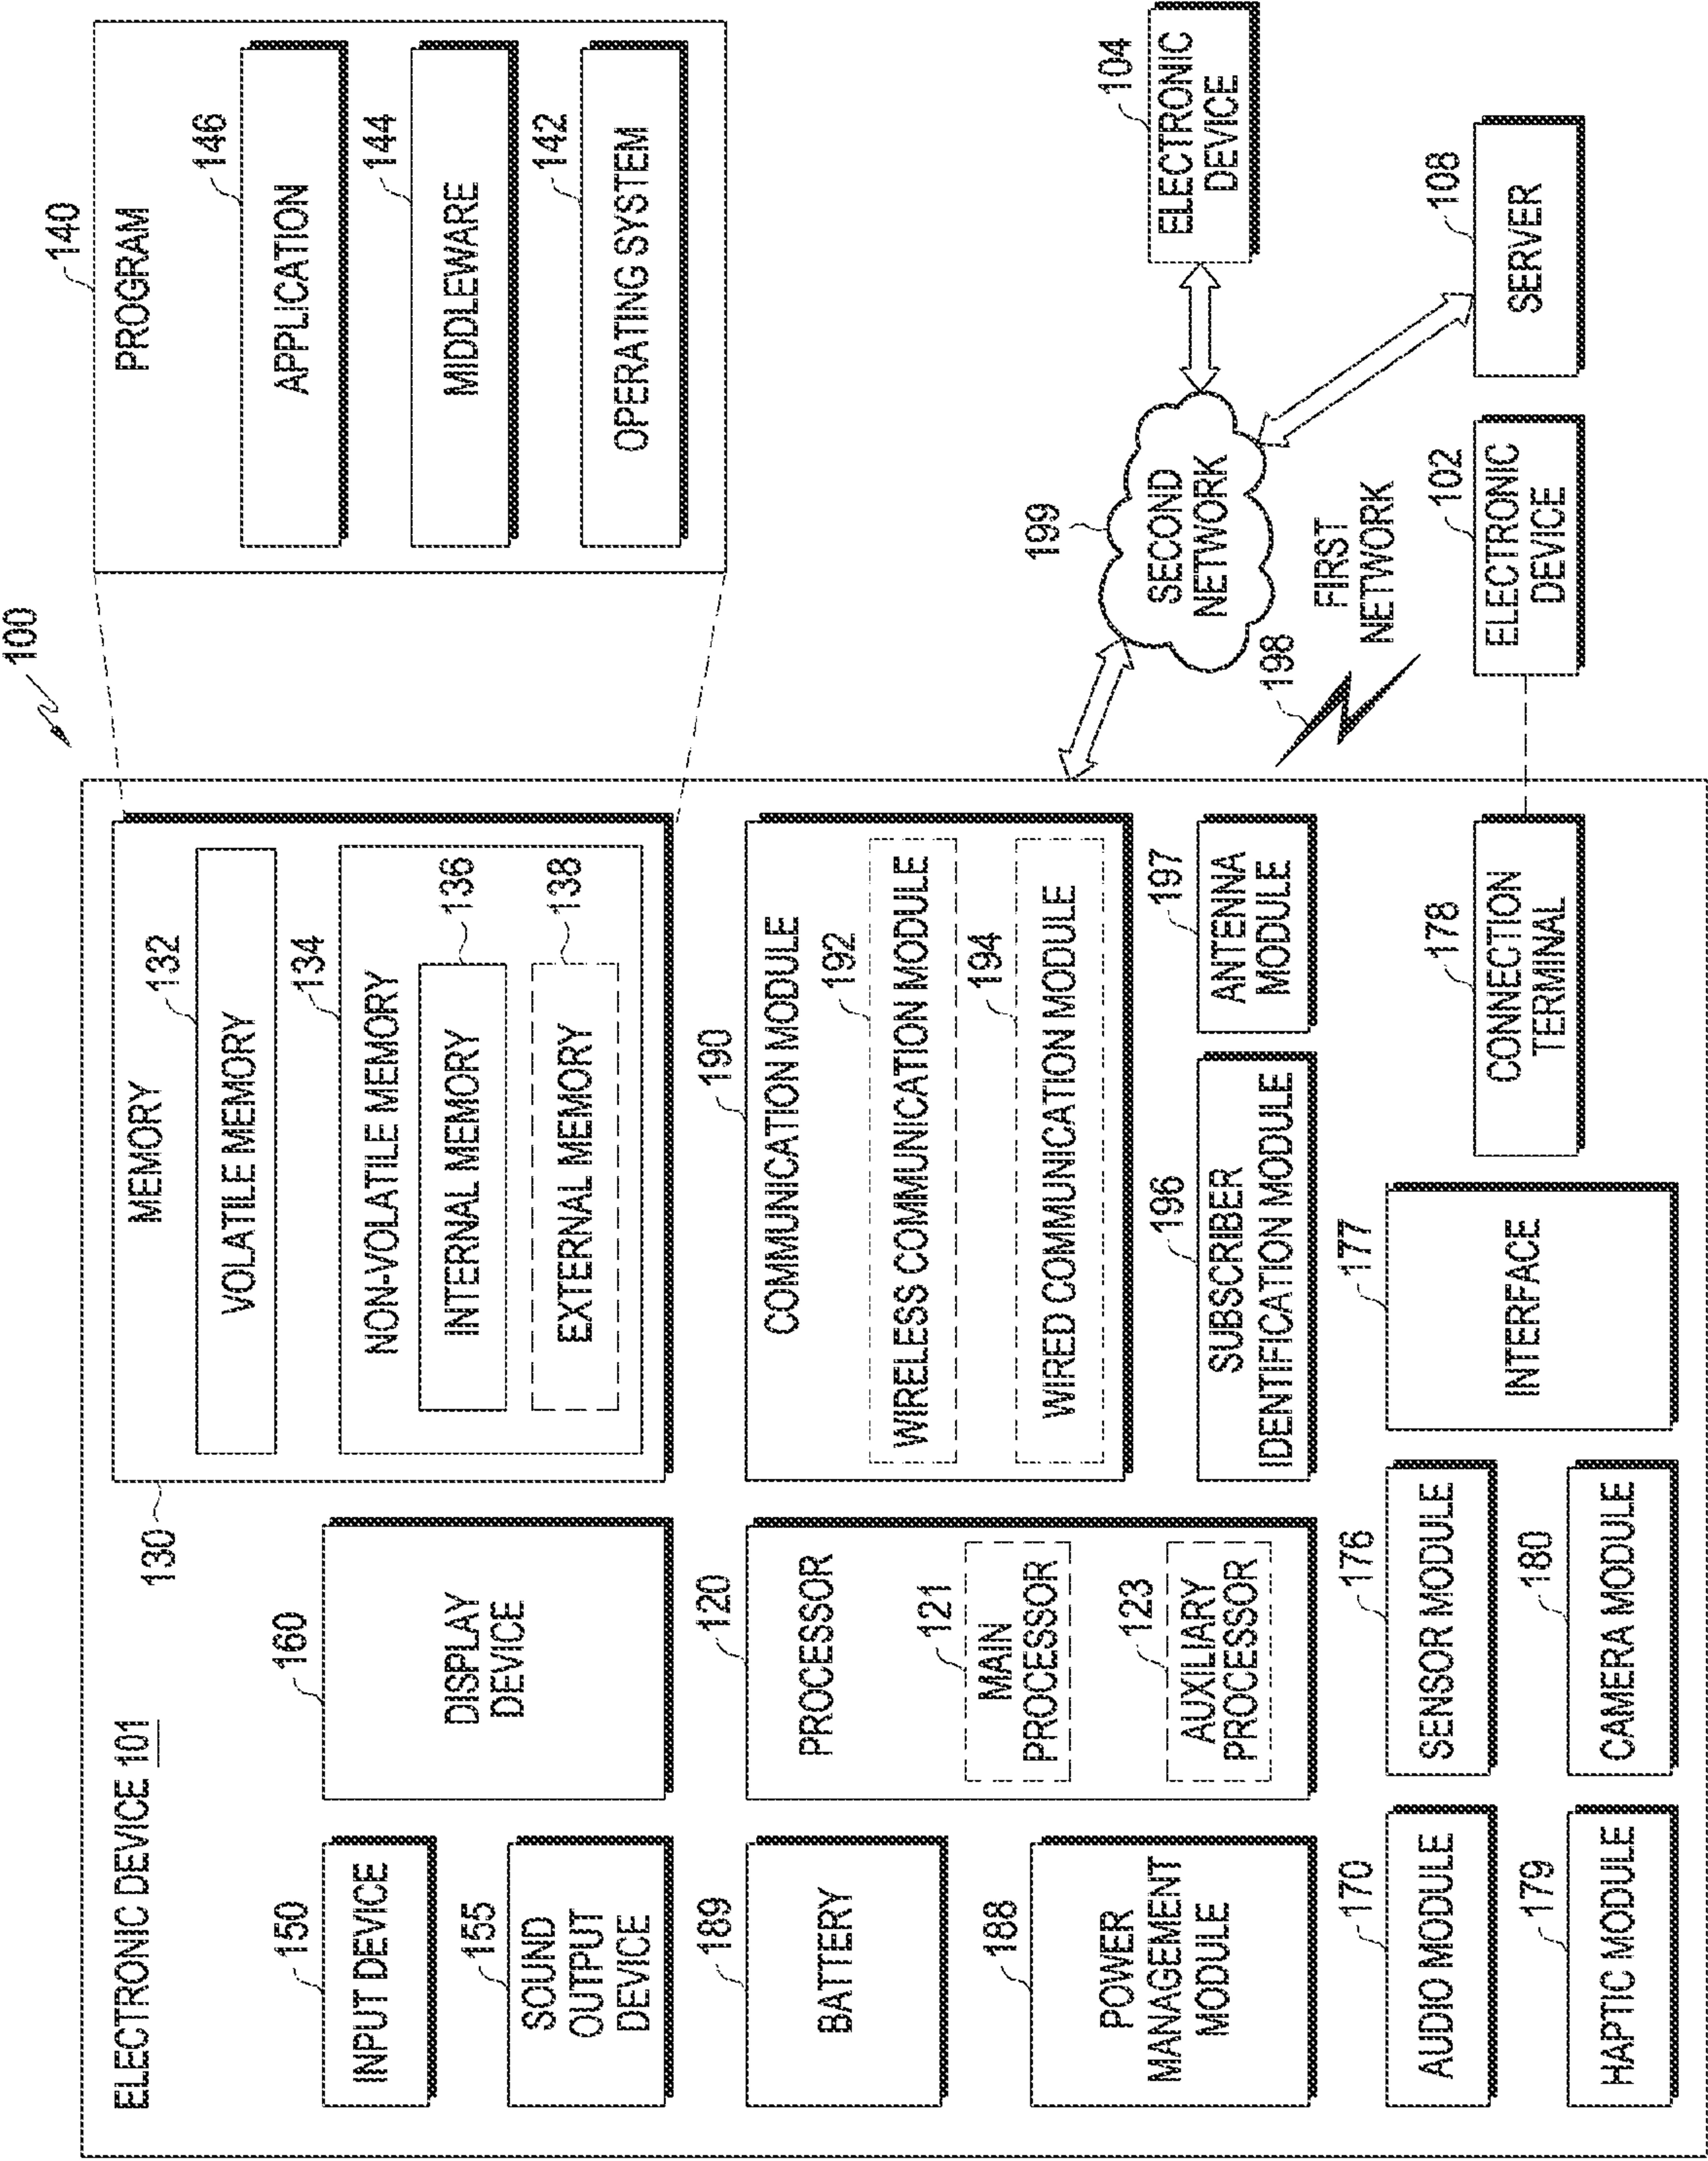 100
ELECTRONIC DEVICE 101
150
INPUT DEVICE
155
SOUND
OUTPUT
DEVICE
160
DISPLAY
DEVICE
130
MEMORY
132
VOLATILE MEMORY
134
NON-VOLATILE MEMORY
136
INTERNAL MEMORY
138
EXTERNAL MEMORY
140
PROGRAM
146
APPLICATION
144
MIDDLEWARE
142
OPERATING SYSTEM
189
BATTERY
188
POWER
MANAGEMENT
MODULE
120
PROCESSOR
121
MAIN
PROCESSOR
123
AUXILIARY
PROCESSOR
190
COMMUNICATION MODULE
192
WIRELESS COMMUNICATION MODULE
194
WIRED COMMUNICATION MODULE
196
SUBSCRIBER
IDENTIFICATION MODULE
197
ANTENNA
MODULE
199
SECOND
NETWORK
104
ELECTRONIC
DEVICE
198
FIRST
NETWORK
108
SERVER
102
ELECTRONIC
DEVICE
170
AUDIO MODULE
176
SENSOR MODULE
177
INTERFACE
178
CONNECTION
TERMINAL
179
HAPTIC MODULE
180
CAMERA MODULE